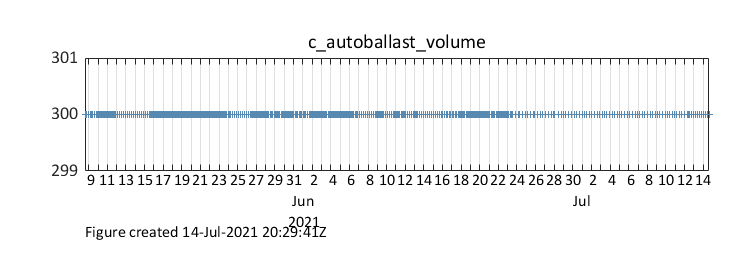 c_autoballast_volume
301
300
299
9 11 13 15 17 19 21 23 25 27 29 31 2 4 6 8 10 12 14 16 18 20 22 24 26 28 30 2 4 6 8 10 12 14
Jun Jul
2021
Figure created 14-Jul-2021 20:29:41Z